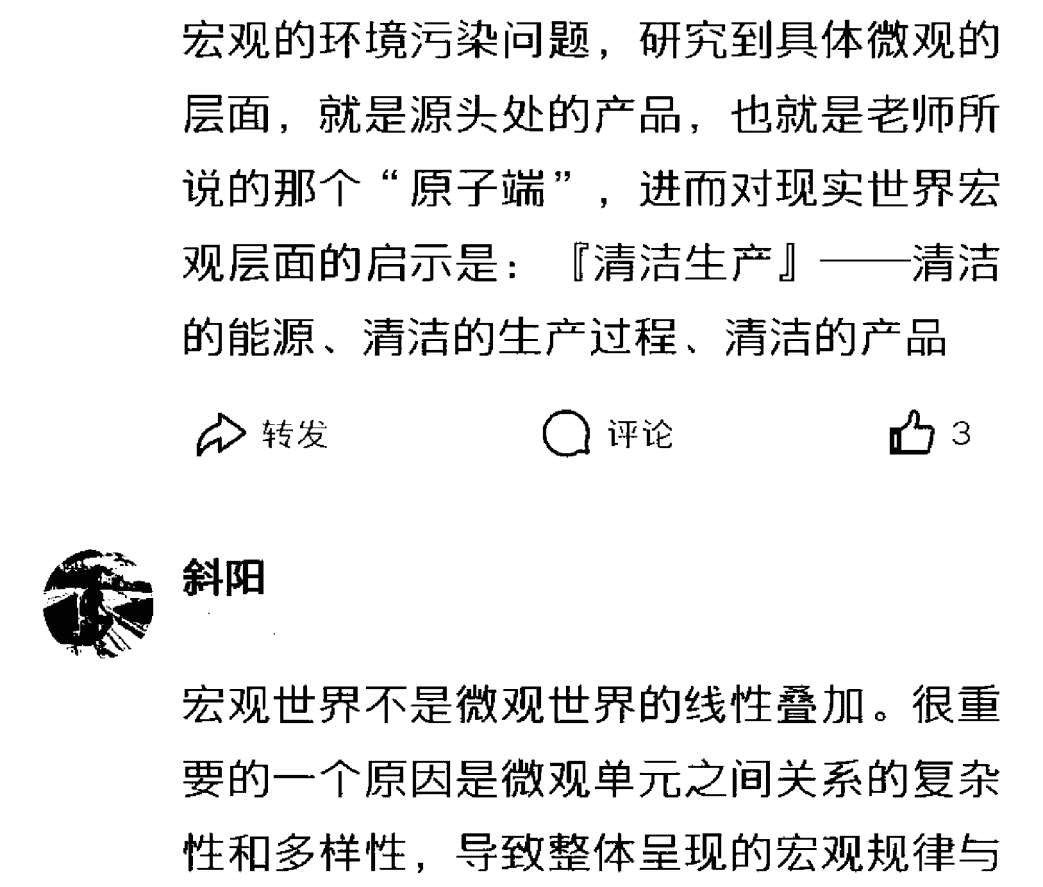 宏观的环境污染问题，研究到具体微观的
层面，就是源头处的产品，也就是老师所
说的那个“原子端”，进而对现实世界宏
观层面的启示是：『清洁生产』——清洁
的能源、清洁的生产过程、清洁的产品
转发 评论 3
斜阳
宏观世界不是微观世界的线性叠加。很重
要的一个原因是微观单元之间关系的复杂
性和多样性，导致整体呈现的宏观规律与